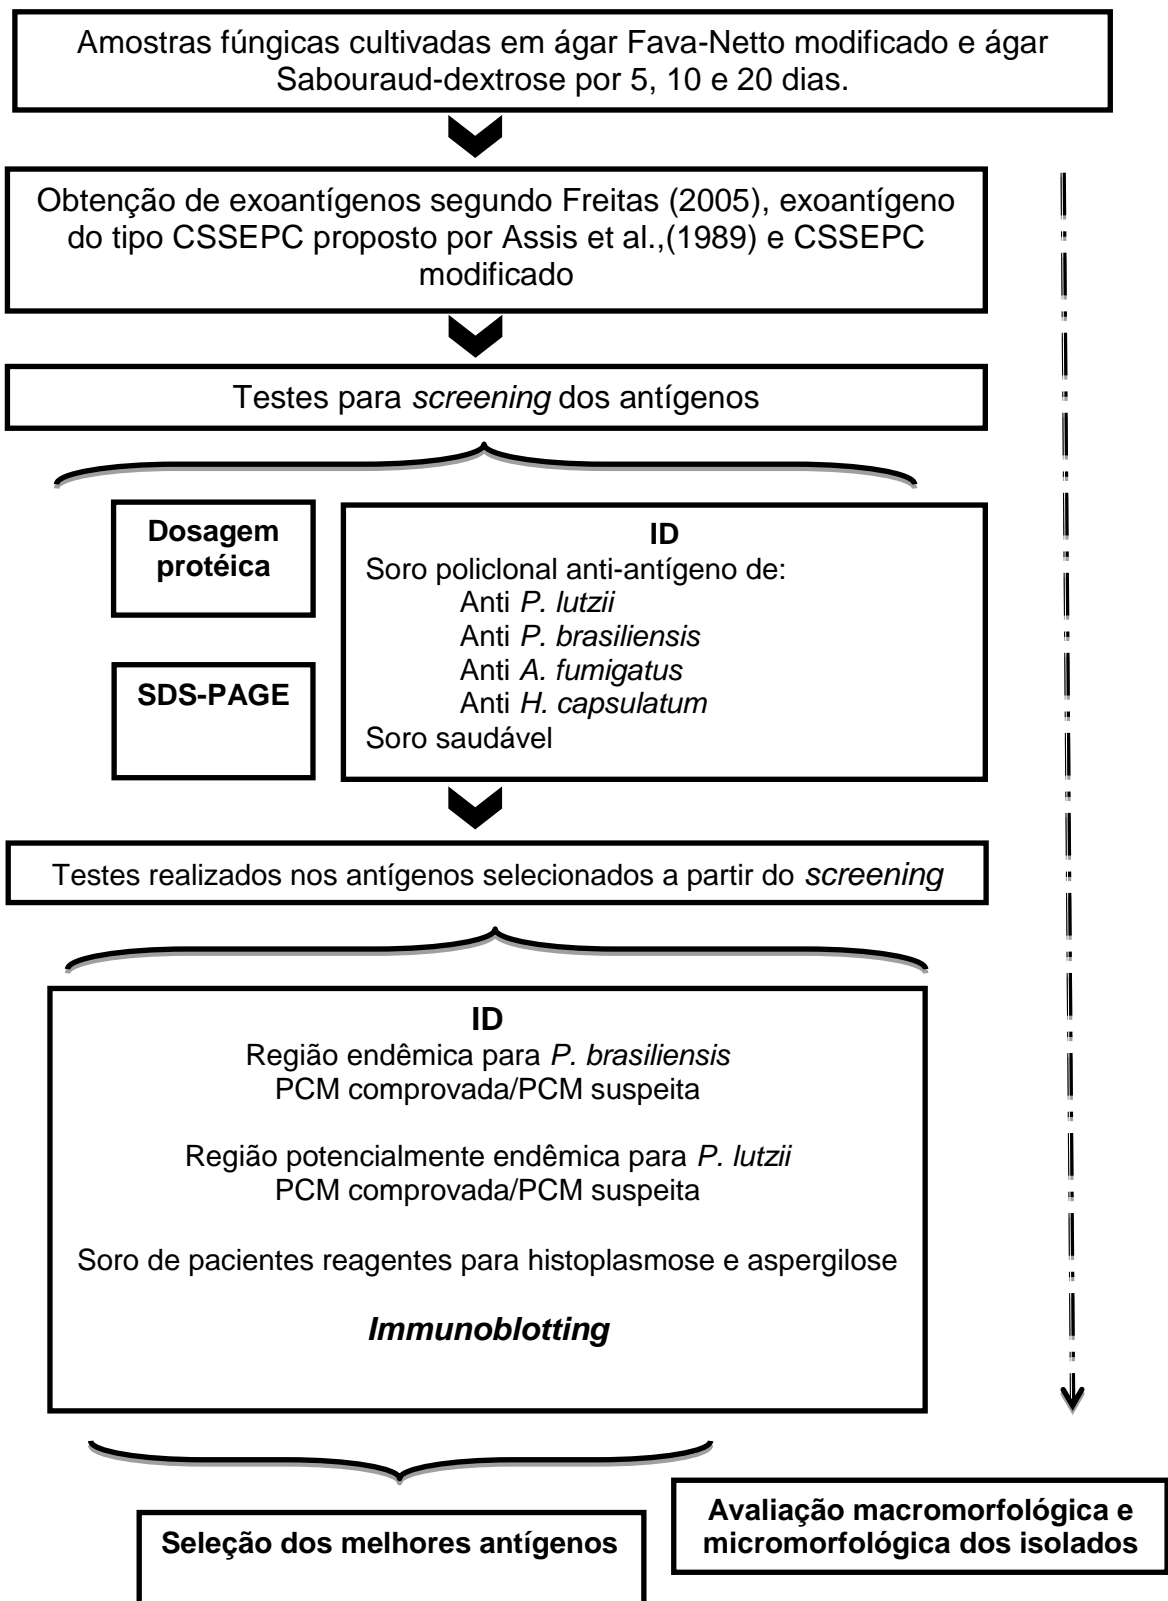 Amostras fúngicas cultivadas em ágar Fava-Netto modificado e ágar
Sabouraud-dextrose por 5, 10 e 20 dias.
Obtenção de exoantígenos segundo Freitas (2005), exoantígeno
do tipo CSSEPC proposto por Assis et al.,(1989) e CSSEPC
modificado
Testes para screening dos antígenos
Dosagem
protéica
SDS-PAGE
ID
Soro policlonal anti-antígeno de:
Anti P. lutzii
Anti P. brasiliensis
Anti A. fumigatus
Anti H. capsulatum
Soro saudável
Testes realizados nos antígenos selecionados a partir do screening
ID
Região endêmica para P. brasiliensis
PCM comprovada/PCM suspeita
Região potencialmente endêmica para P. lutzii
PCM comprovada/PCM suspeita
Soro de pacientes reagentes para histoplasmose e aspergilose
Immunoblotting
Seleção dos melhores antígenos
Avaliação macromorfológica e
micromorfológica dos isolados